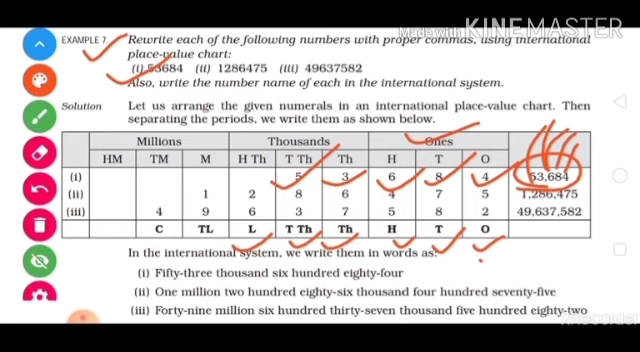 Made with KINEMASTER
EXAMPLE 7. Rewrite each of the following numbers with proper commas, using international
place-value chart:
(i) 53684 (ii) 1286475 (iii) 49637582
Also, write the number name of each in the international system.
Solution Let us arrange the given numerals in an international place-value chart. Then
separating the periods, we write them as shown below.
Millions Thousands Ones
HM TM M H Th T Th Th H T O
(i) 5 3 6 8 4 53,684
(ii) 1 2 8 6 4 7 5 1,286,475
(iii) 4 9 6 3 7 5 8 2 49,637,582
C TL L T Th Th H T O
In the international system, we write them in words as:
(i) Fifty-three thousand six hundred eighty-four
(ii) One million two hundred eighty-six thousand four hundred seventy-five
(iii) Forty-nine million six hundred thirty-seven thousand five hundred eighty-two